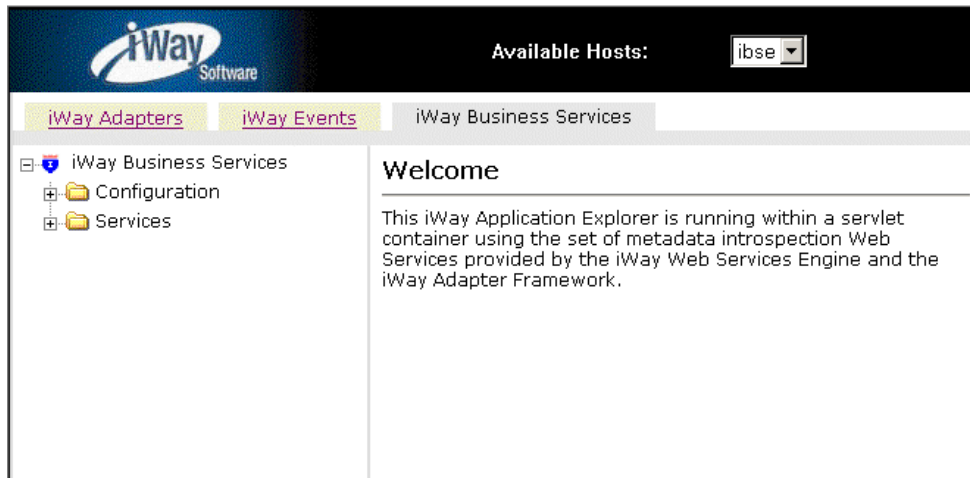 iWay
Software
Available Hosts:
ibse
iWay Adapters
iWay Events
iWay Business Services
iWay Business Services
Configuration
Services
Welcome
This iWay Application Explorer is running within a servlet
container using the set of metadata introspection Web
Services provided by the iWay Web Services Engine and the
iWay Adapter Framework.